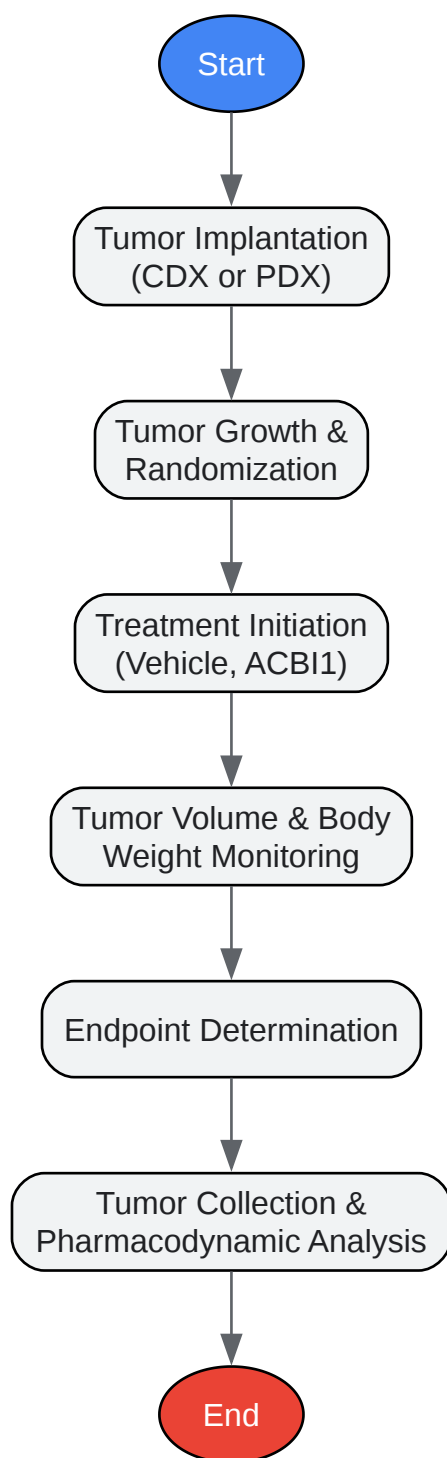 Start
Tumor Implantation
(CDX or PDX)
Tumor Growth &
Randomization
Treatment Initiation
(Vehicle, ACBI1)
Tumor Volume & Body
Weight Monitoring
Endpoint Determination
Tumor Collection &
Pharmacodynamic Analysis
End